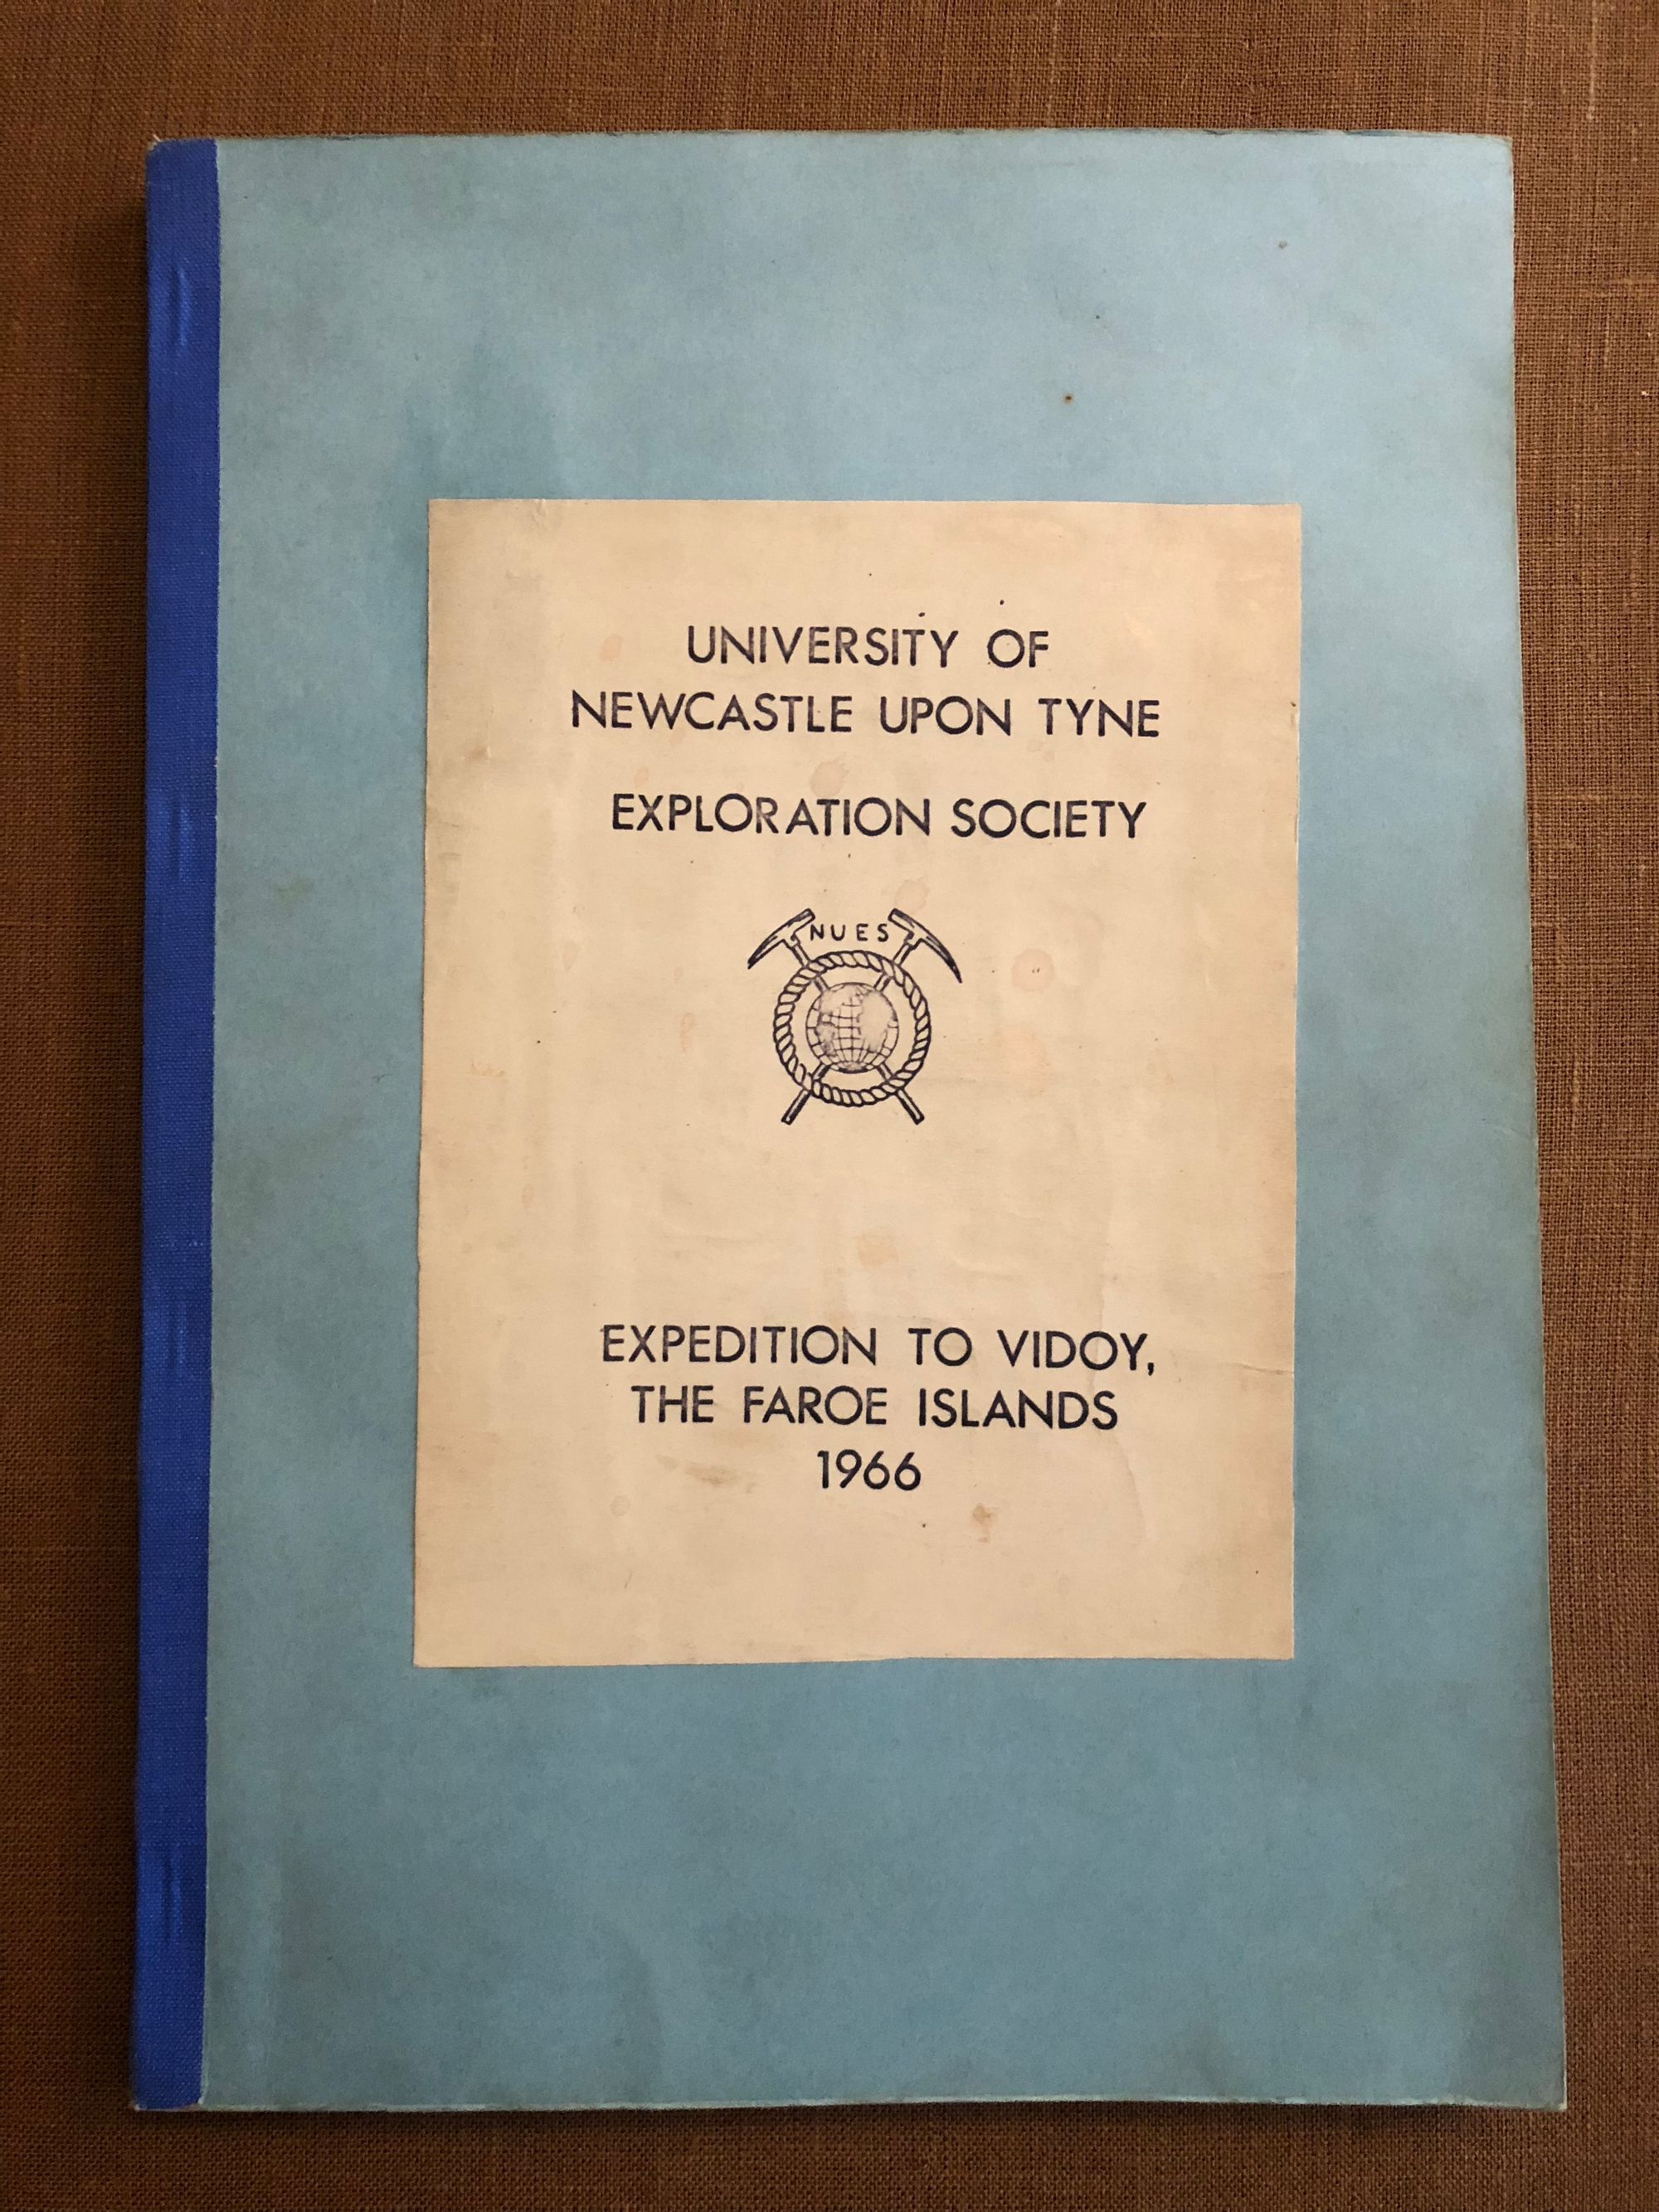 UNIVERSITY OF
NEWCASTLE UPON TYNE
EXPLORATION SOCIETY
NUES
EXPEDITION TO VIDOY,
THE FAROE ISLANDS
1966